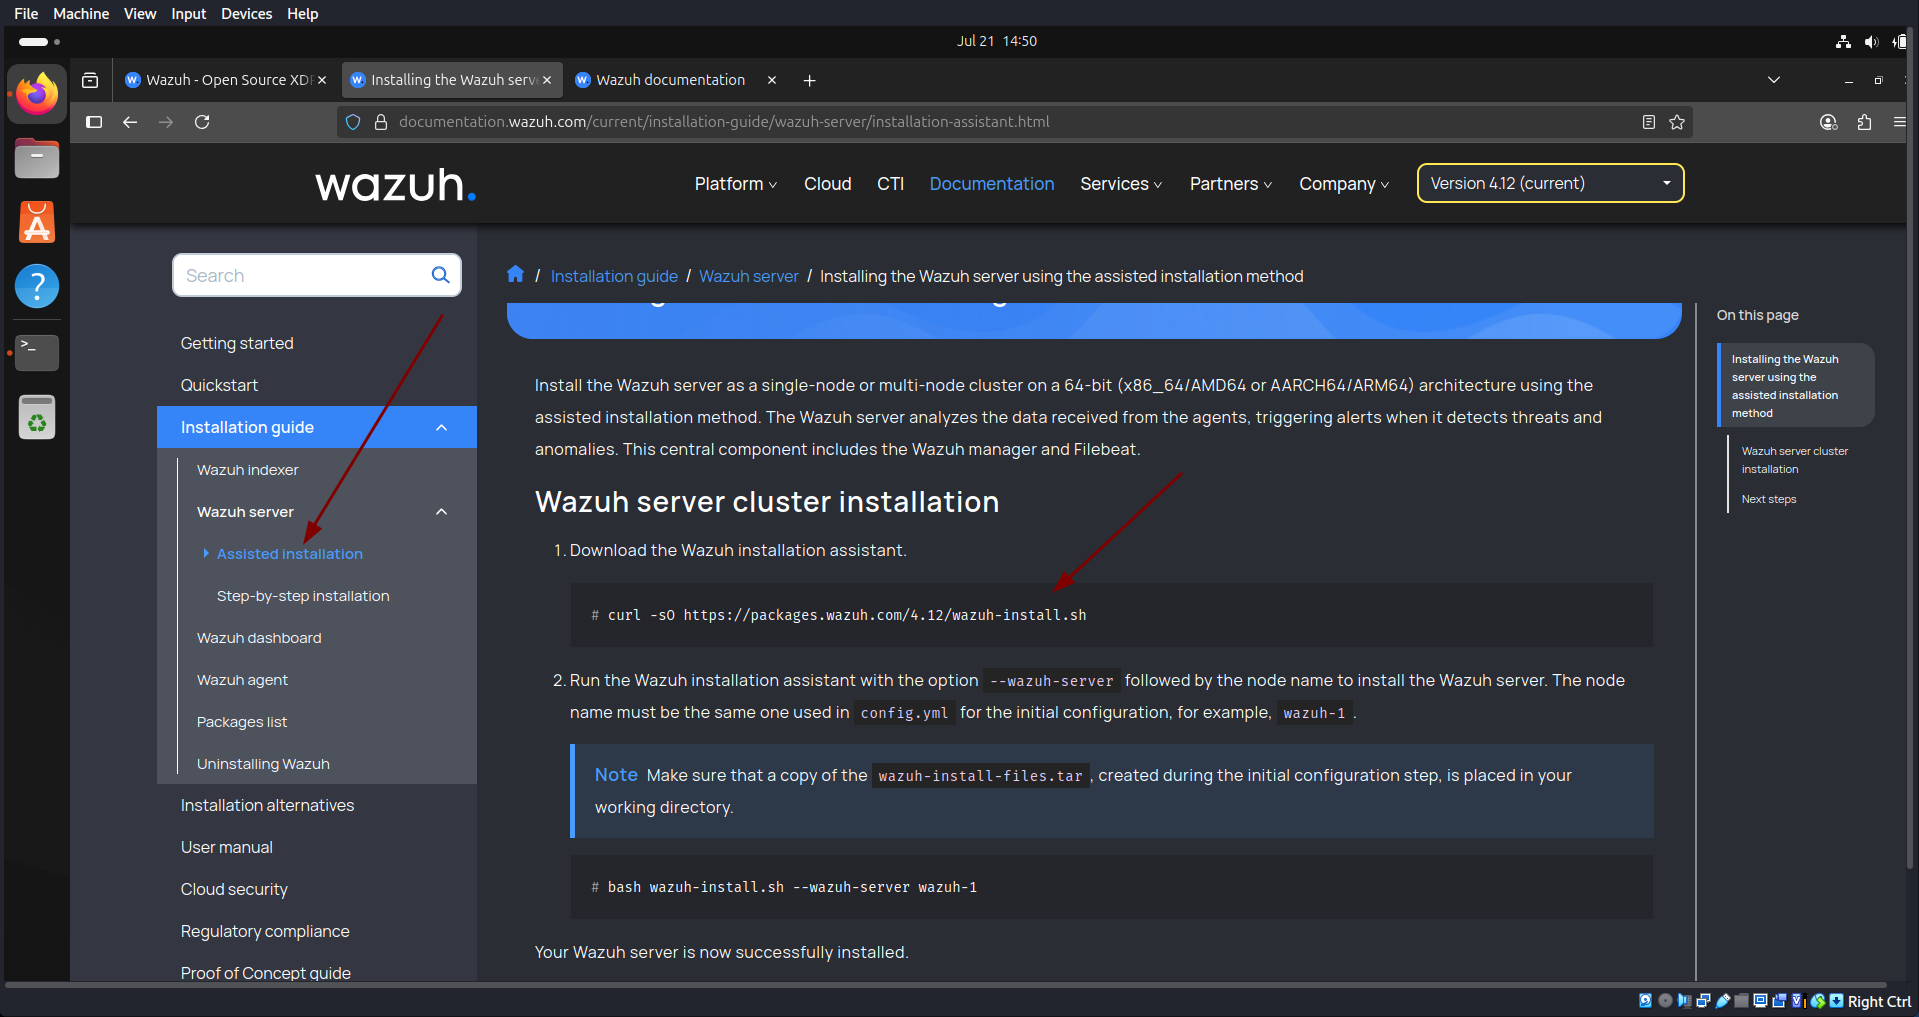 File Machine View Input Devices Help
Jul 21 14:50
Wazuh - Open Source XD
Installing the Wazuh serv
Wazuh documentation
documentation.wazuh.com/current/installation-guide/wazuh-server/installation-assistant.html
wazuh.
Platform Cloud CTI Documentation Services Partners Company
Version 4.12 (current)
Search
Getting started
Quickstart
Installation guide
Wazuh indexer
Wazuh server
Assisted installation
Step-by-step installation
Wazuh dashboard
Wazuh agent
Packages list
Uninstalling Wazuh
Installation alternatives
User manual
Cloud security
Regulatory compliance
Proof of Concept guide
/ Installation guide / Wazuh server / Installing the Wazuh server using the assisted installation method
Install the Wazuh server as a single-node or multi-node cluster on a 64-bit (x86_64/AMD64 or AARCH64/ARM64) architecture using the
assisted installation method. The Wazuh server analyzes the data received from the agents, triggering alerts when it detects threats and
anomalies. This central component includes the Wazuh manager and Filebeat.
Wazuh server cluster installation
1. Download the Wazuh installation assistant.
# curl -sO https://packages.wazuh.com/4.12/wazuh-install.sh
2. Run the Wazuh installation assistant with the option --wazuh-server followed by the node name to install the Wazuh server. The node
name must be the same one used in config.yml for the initial configuration, for example, wazuh-1 .
Note Make sure that a copy of the wazuh-install-files.tar , created during the initial configuration step, is placed in your
working directory.
# bash wazuh-install.sh --wazuh-server wazuh-1
Your Wazuh server is now successfully installed.
On this page
Installing the Wazuh
server using the
assisted installation
method
Wazuh server cluster
installation
Next steps
Right Ctrl